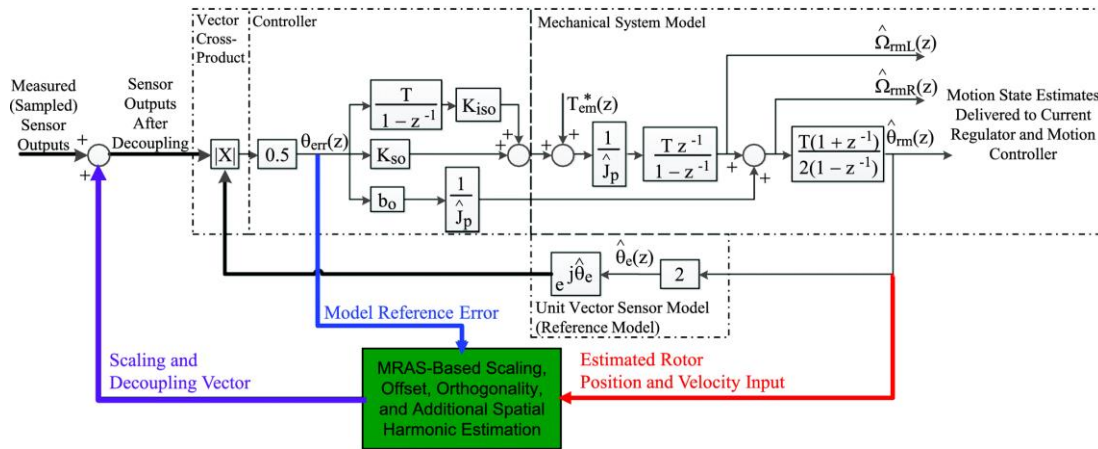 Vector
Cross-
Product
Controller
Mechanical System Model
Measured
(Sampled)
Sensor
Outputs
+
+
Sensor
Outputs
After
Decoupling
|X|
0.5
θerr(z)
T
1 − z⁻¹
Kiso
Kso
bo
1
Ĵp
+
+
+
T*em(z)
+
+
1
Ĵp
T z⁻¹
1 − z⁻¹
+
+
T(1 + z⁻¹)
2(1 − z⁻¹)
Ω̂rmL(z)
Ω̂rmR(z)
θ̂rm(z)
Motion State Estimates
Delivered to Current
Regulator and Motion
Controller
e jθ̂e
θ̂e(z)
2
Unit Vector Sensor Model
(Reference Model)
Model Reference Error
Scaling and
Decoupling Vector
MRAS-Based Scaling,
Offset, Orthogonality,
and Additional Spatial
Harmonic Estimation
Estimated Rotor
Position and Velocity Input